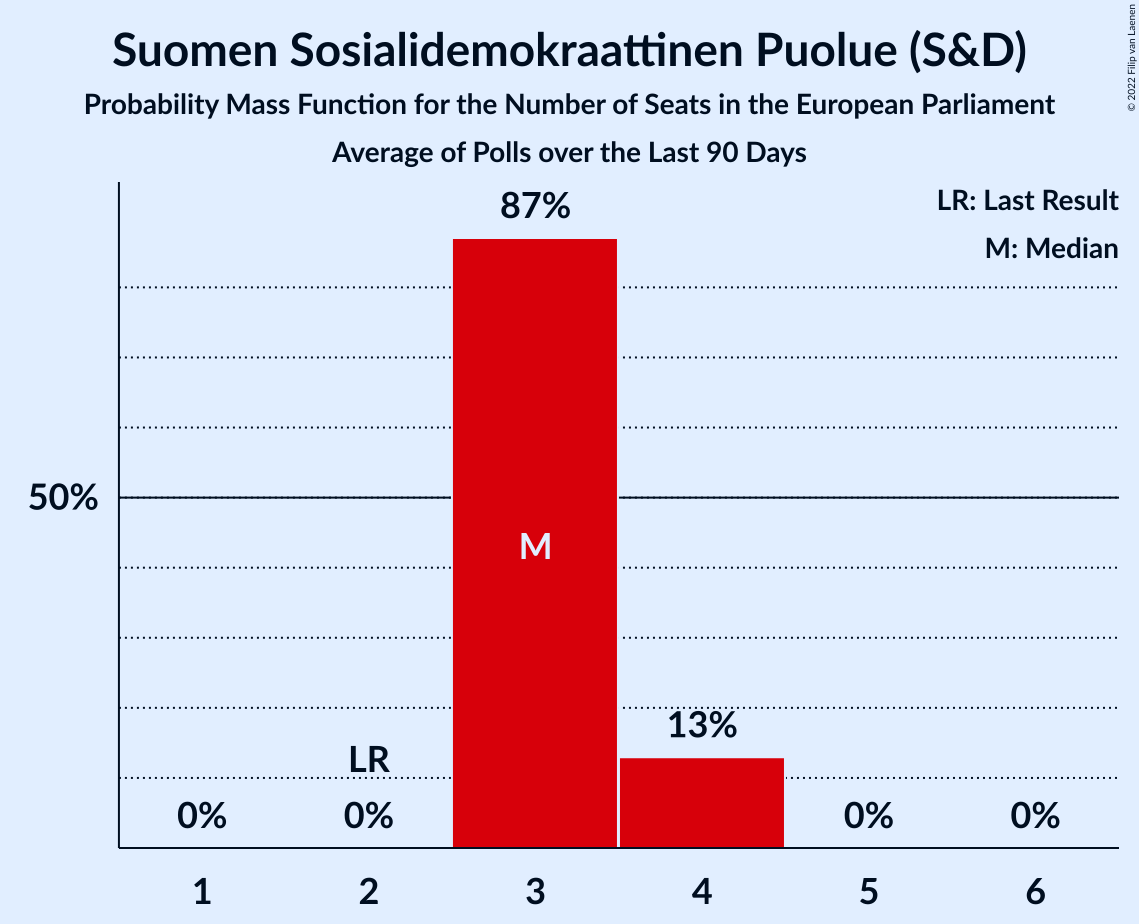 Suomen Sosialidemokraattinen Puolue (S&D)
Probability Mass Function for the Number of Seats in the European Parliament
Average of Polls over the Last 90 Days
© 2022 Filip van Laenen
LR: Last Result
M: Median
87%
50%
M
13%
LR
0% 0% 0% 0%
1 2 3 4 5 6